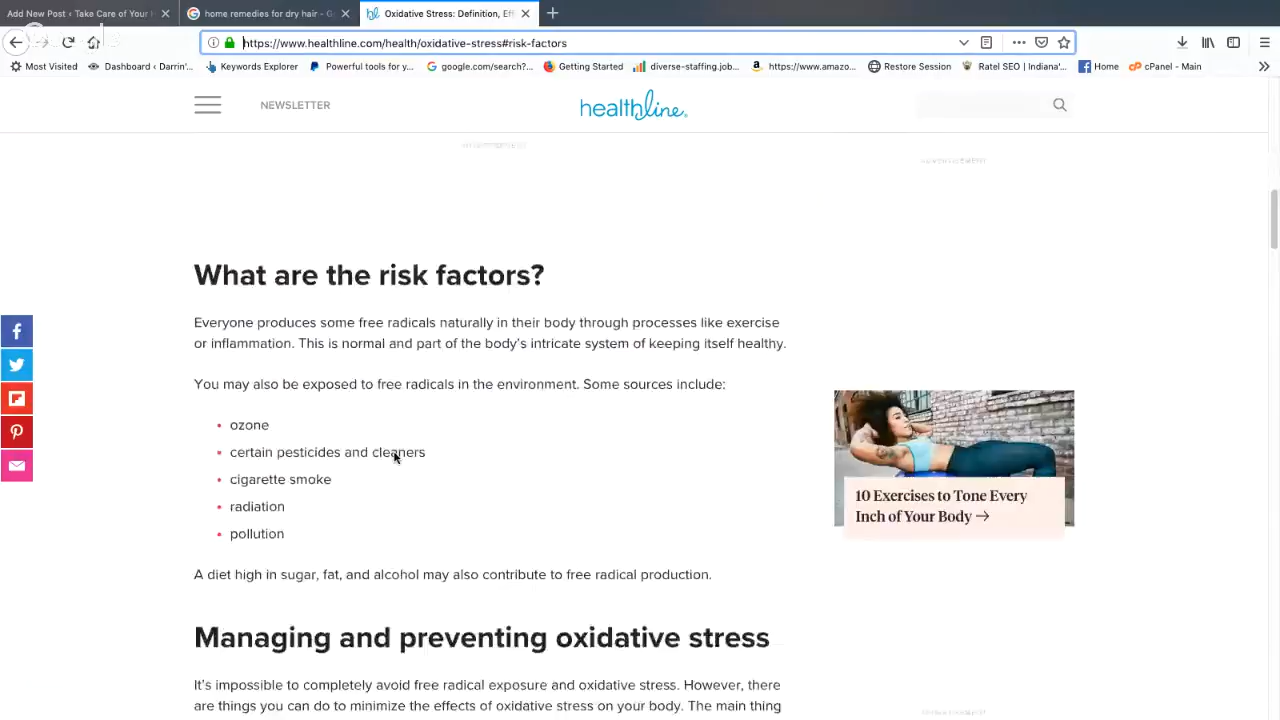 Add New Post ‹ Take Care of Your H
home remedies for dry hair - Go
Oxidative Stress: Definition, Eff
https://www.healthline.com/health/oxidative-stress#risk-factors
Most Visited
Dashboard ‹ Darrin'...
Keywords Explorer
Powerful tools for y...
google.com/search?...
Getting Started
diverse-staffing.job...
https://www.amazo...
Restore Session
Ratel SEO | Indiana'...
Home
cPanel - Main
NEWSLETTER
healthline
What are the risk factors?
Everyone produces some free radicals naturally in their body through processes like exercise
or inflammation. This is normal and part of the body's intricate system of keeping itself healthy.
You may also be exposed to free radicals in the environment. Some sources include:
• ozone
• certain pesticides and cleaners
• cigarette smoke
• radiation
• pollution
A diet high in sugar, fat, and alcohol may also contribute to free radical production.
10 Exercises to Tone Every
Inch of Your Body →
Managing and preventing oxidative stress
It's impossible to completely avoid free radical exposure and oxidative stress. However, there
are things you can do to minimize the effects of oxidative stress on your body. The main thing